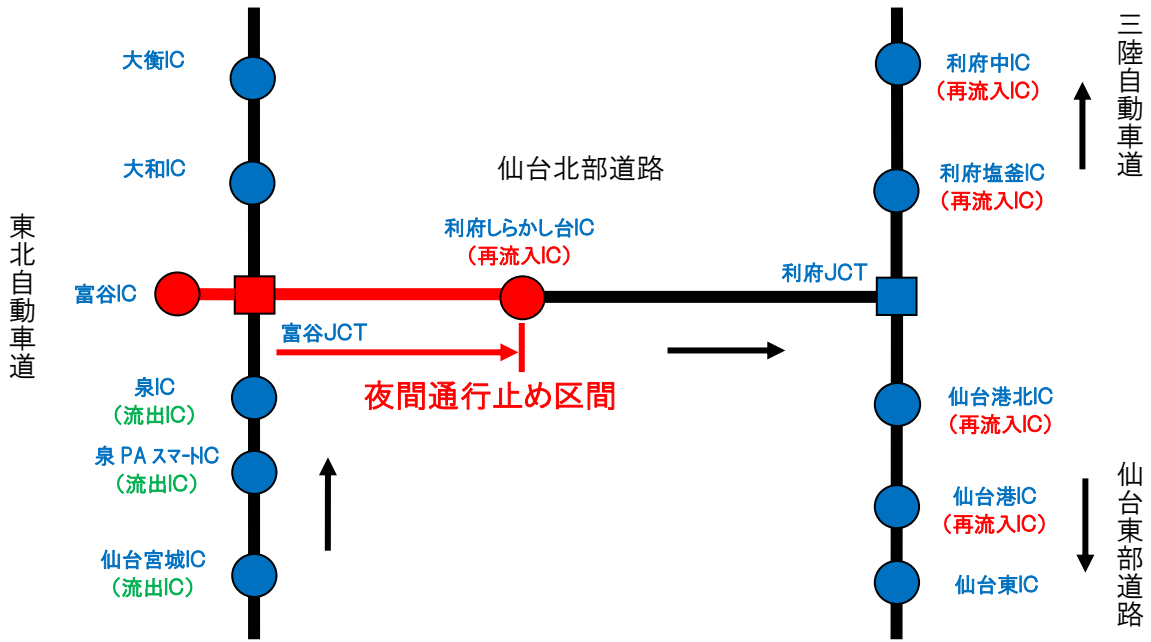 東北自動車道
大衡IC
大和IC
富谷IC
富谷JCT
泉IC
（流出IC）
泉 PA スマートIC
（流出IC）
仙台宮城IC
（流出IC）
仙台北部道路
利府しらかし台IC
（再流入IC）
夜間通行止め区間
利府JCT
利府中IC
（再流入IC）
利府塩釜IC
（再流入IC）
仙台港北IC
（再流入IC）
仙台港IC
（再流入IC）
仙台東IC
三陸自動車道
仙台東部道路